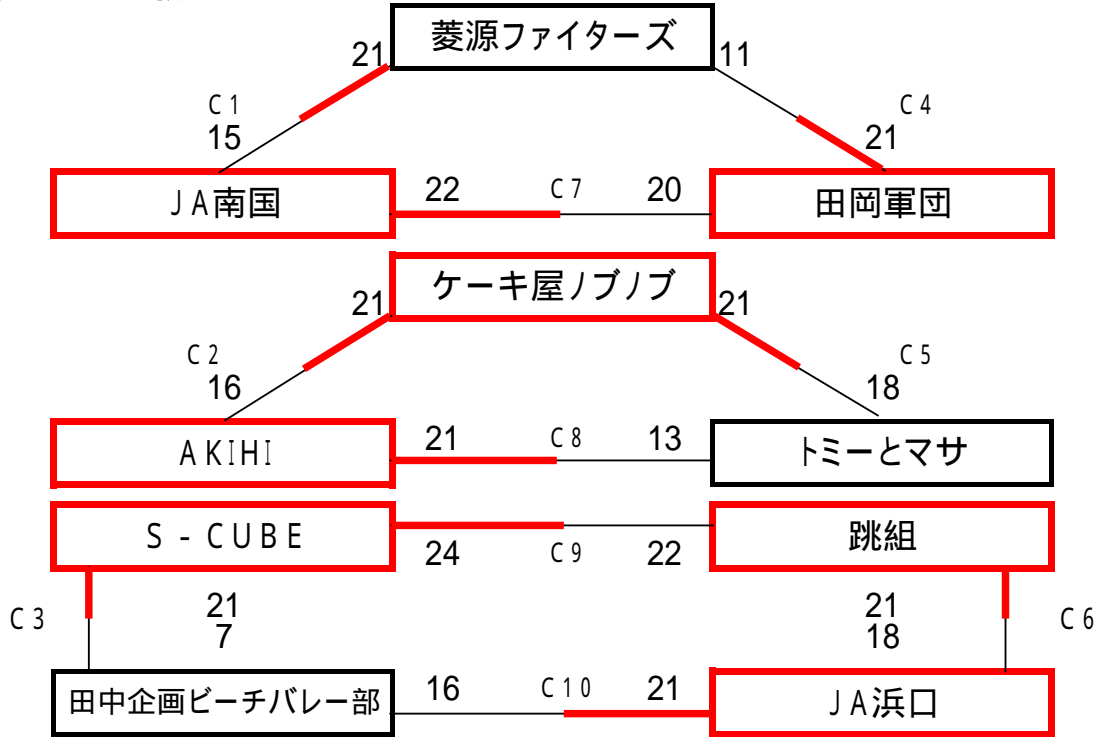 菱源ファイターズ
21
11
C1
15
C4
21
JA南国
22
C7
20
田岡軍団
ケーキ屋ノブノブ
21
21
C2
16
C5
18
AKIHI
21
C8
13
トミーとマサ
S-CUBE
24
C9
22
跳組
C3
21
7
21
18
C6
田中企画ビーチバレー部
16
C10
21
JA浜口